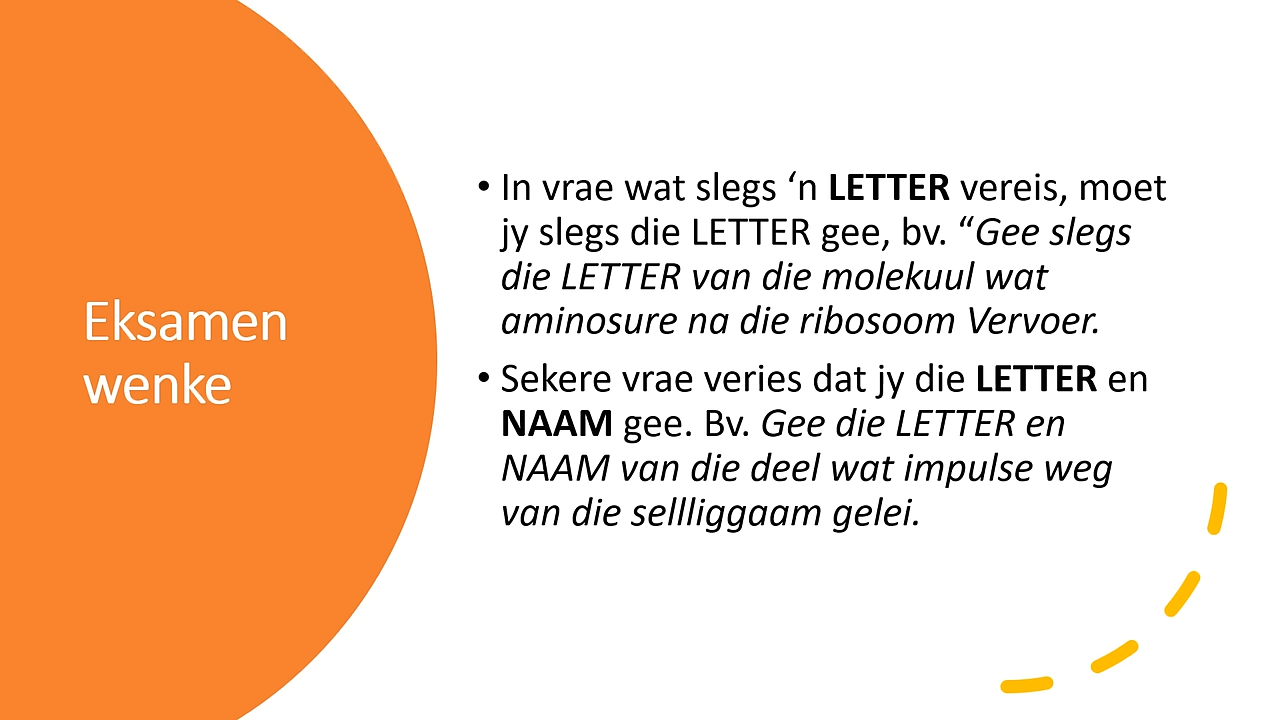 Eksamen
wenke
• In vrae wat slegs ‘n LETTER vereis, moet
jy slegs die LETTER gee, bv. “Gee slegs
die LETTER van die molekuul wat
aminosure na die ribosoom Vervoer.
• Sekere vrae veries dat jy die LETTER en
NAAM gee. Bv. Gee die LETTER en
NAAM van die deel wat impulse weg
van die sellliggaam gelei.